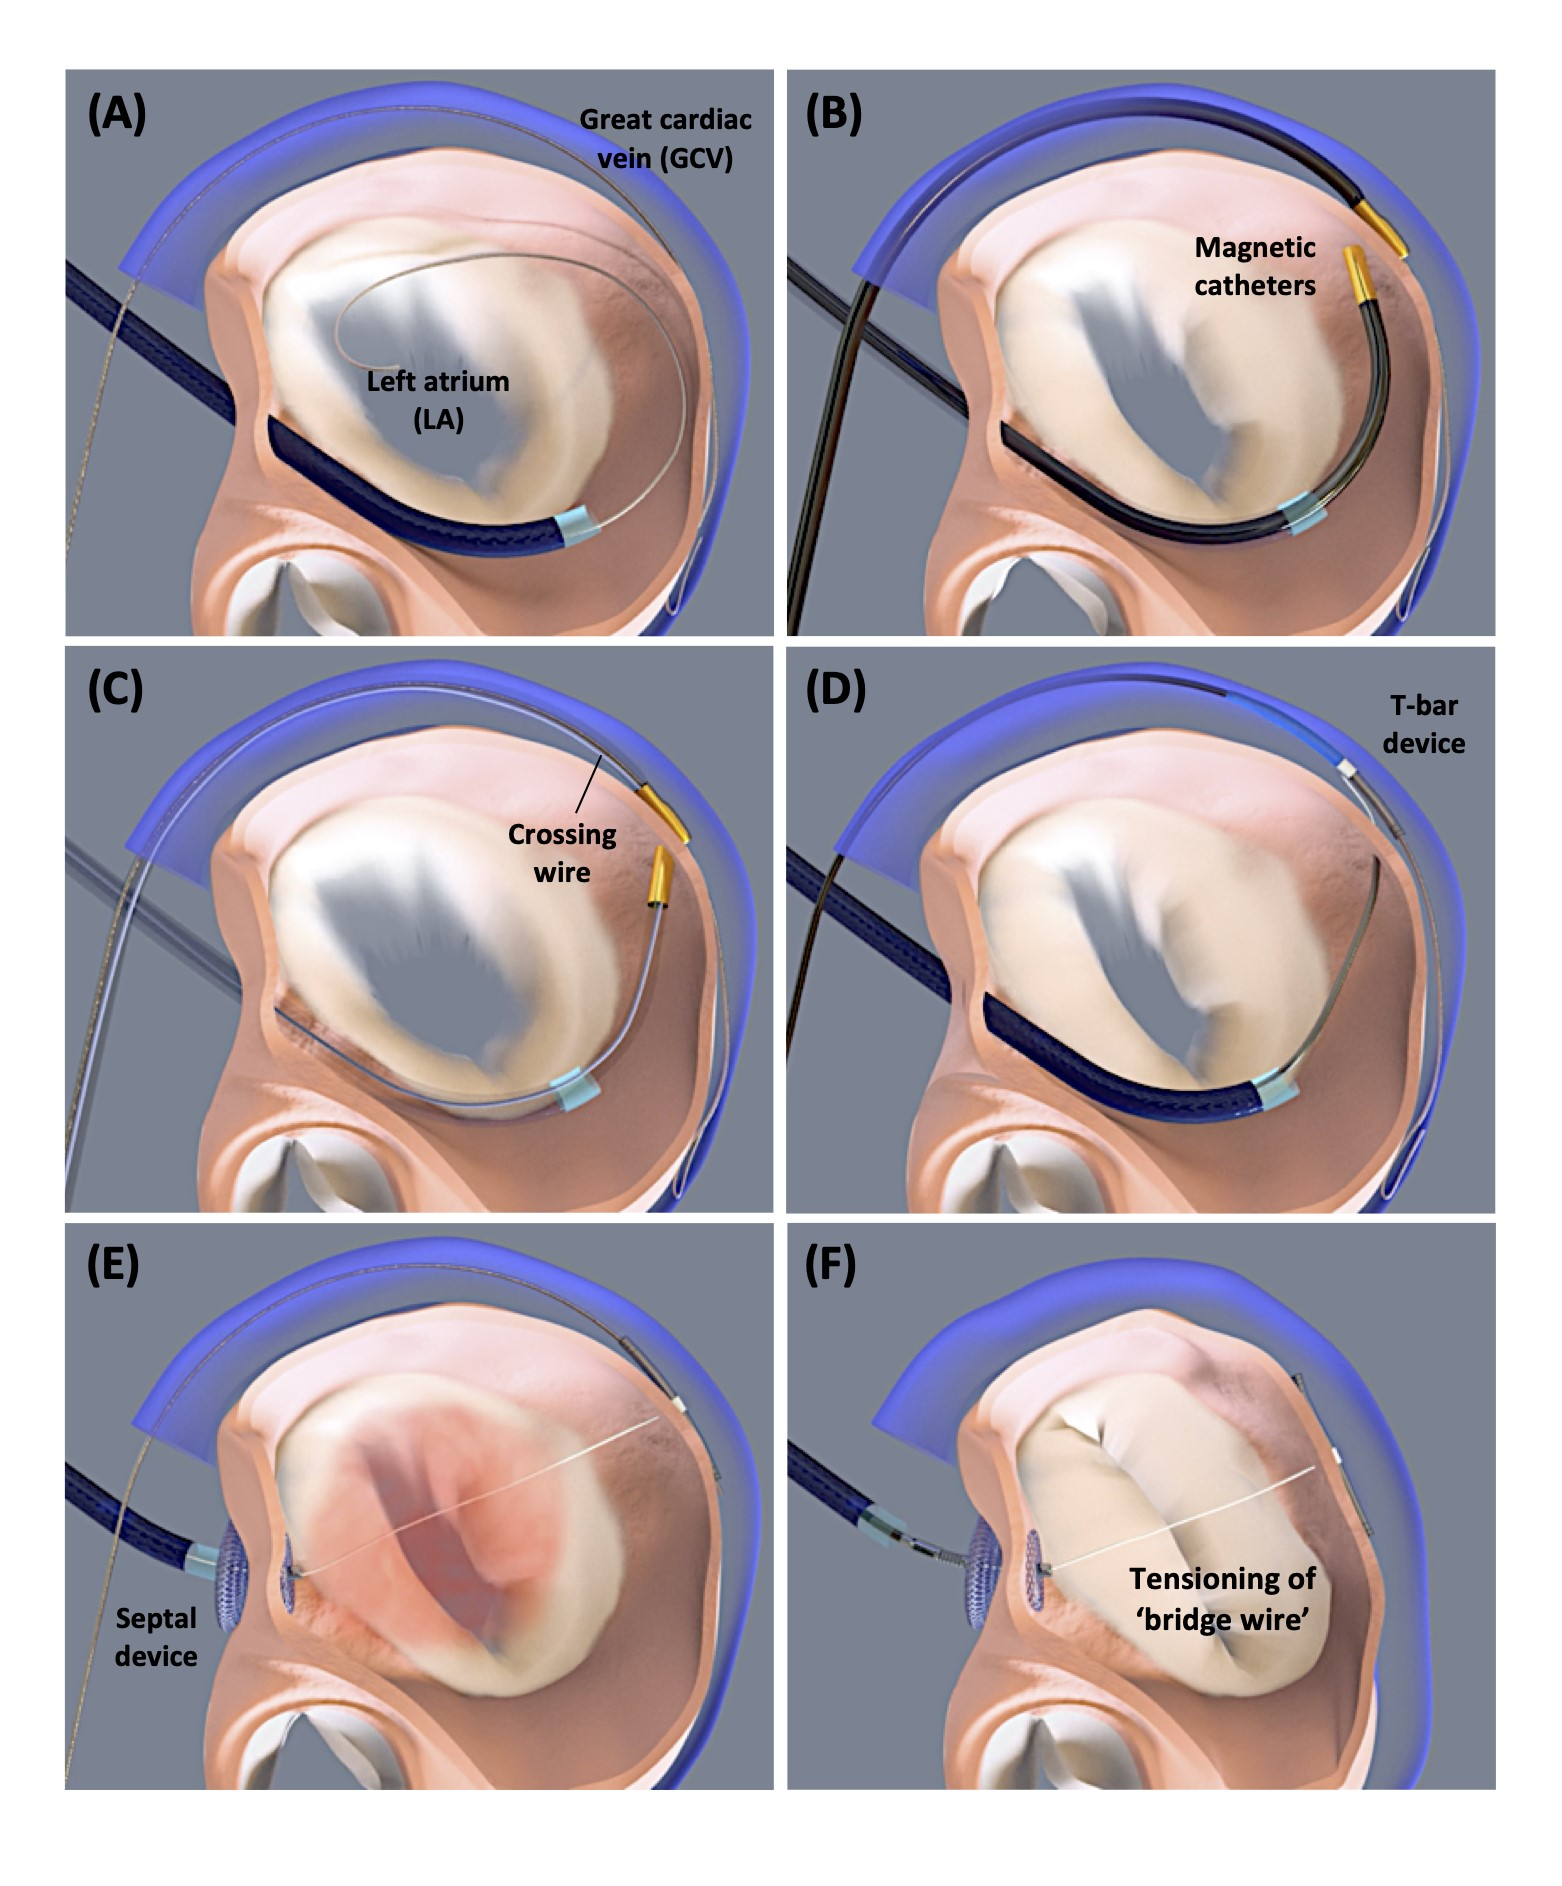 (A)
Great cardiac
vein (GCV)
Left atrium
(LA)
(B)
Magnetic
catheters
(C)
Crossing
wire
(D)
T-bar
device
(E)
Septal
device
(F)
Tensioning of
‘bridge wire’